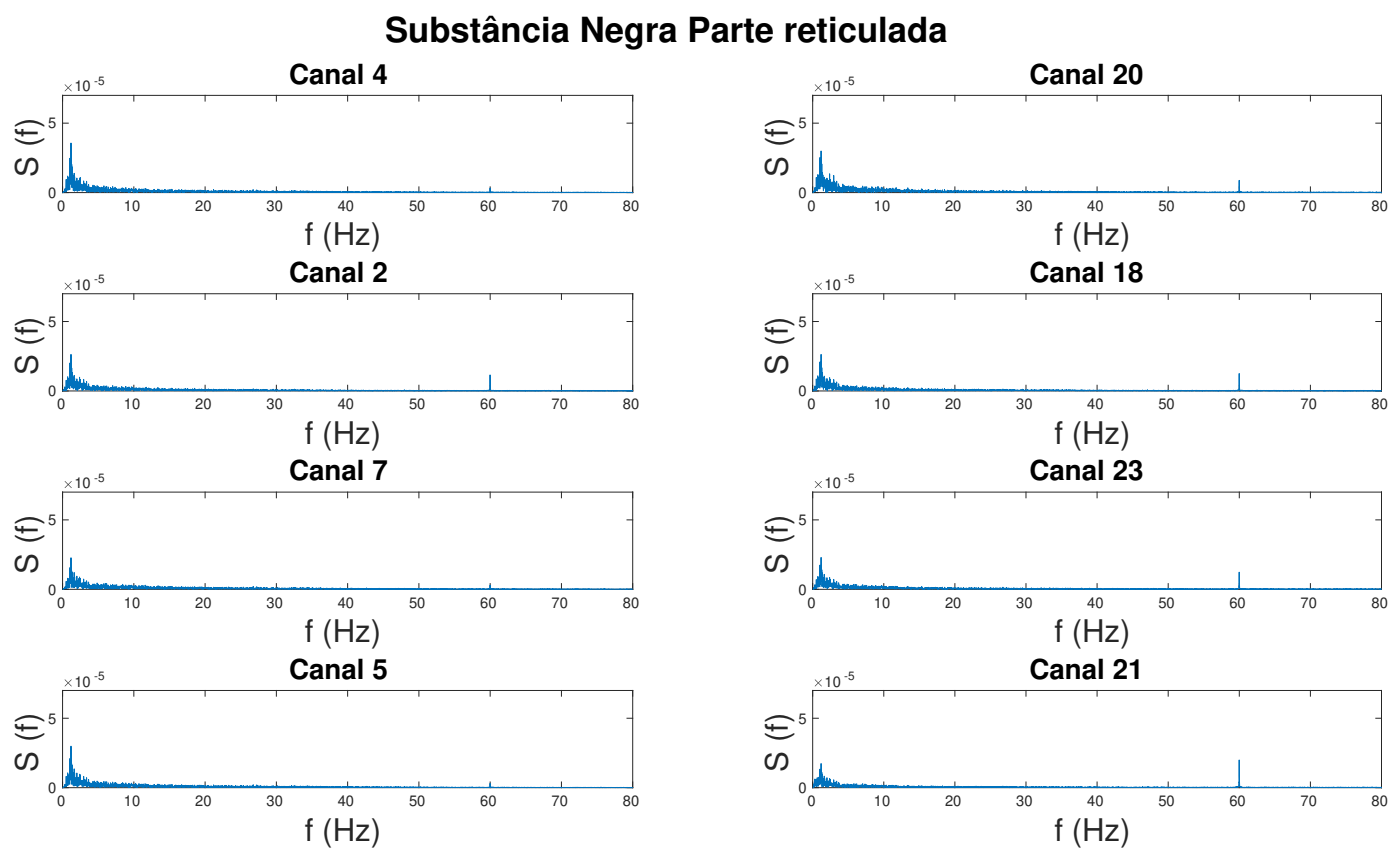 Substância Negra Parte reticulada
Canal 4
×10 -5
S (f)
5
0
0 10 20 30 40 50 60 70 80
f (Hz)
Canal 20
×10 -5
S (f)
5
0
0 10 20 30 40 50 60 70 80
f (Hz)
Canal 2
×10 -5
S (f)
5
0
0 10 20 30 40 50 60 70 80
f (Hz)
Canal 18
×10 -5
S (f)
5
0
0 10 20 30 40 50 60 70 80
f (Hz)
Canal 7
×10 -5
S (f)
5
0
0 10 20 30 40 50 60 70 80
f (Hz)
Canal 23
×10 -5
S (f)
5
0
0 10 20 30 40 50 60 70 80
f (Hz)
Canal 5
×10 -5
S (f)
5
0
0 10 20 30 40 50 60 70 80
f (Hz)
Canal 21
×10 -5
S (f)
5
0
0 10 20 30 40 50 60 70 80
f (Hz)